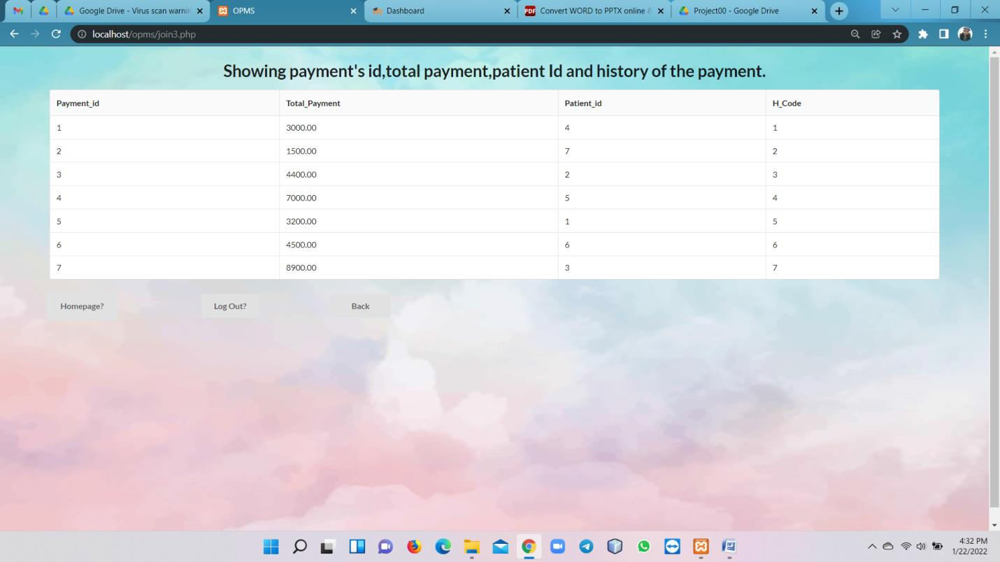 Google Drive - Virus scan warnin
OPMS
Dashboard
Convert WORD to PPTX online &
Project00 - Google Drive
localhost/opms/join3.php
Showing payment's id,total payment,patient Id and history of the payment.
Payment_id Total_Payment Patient_id H_Code
1 3000.00 4 1
2 1500.00 7 2
3 4400.00 2 3
4 7000.00 5 4
5 3200.00 1 5
6 4500.00 6 6
7 8900.00 3 7
Homepage? Log Out? Back
4:32 PM
1/22/2022